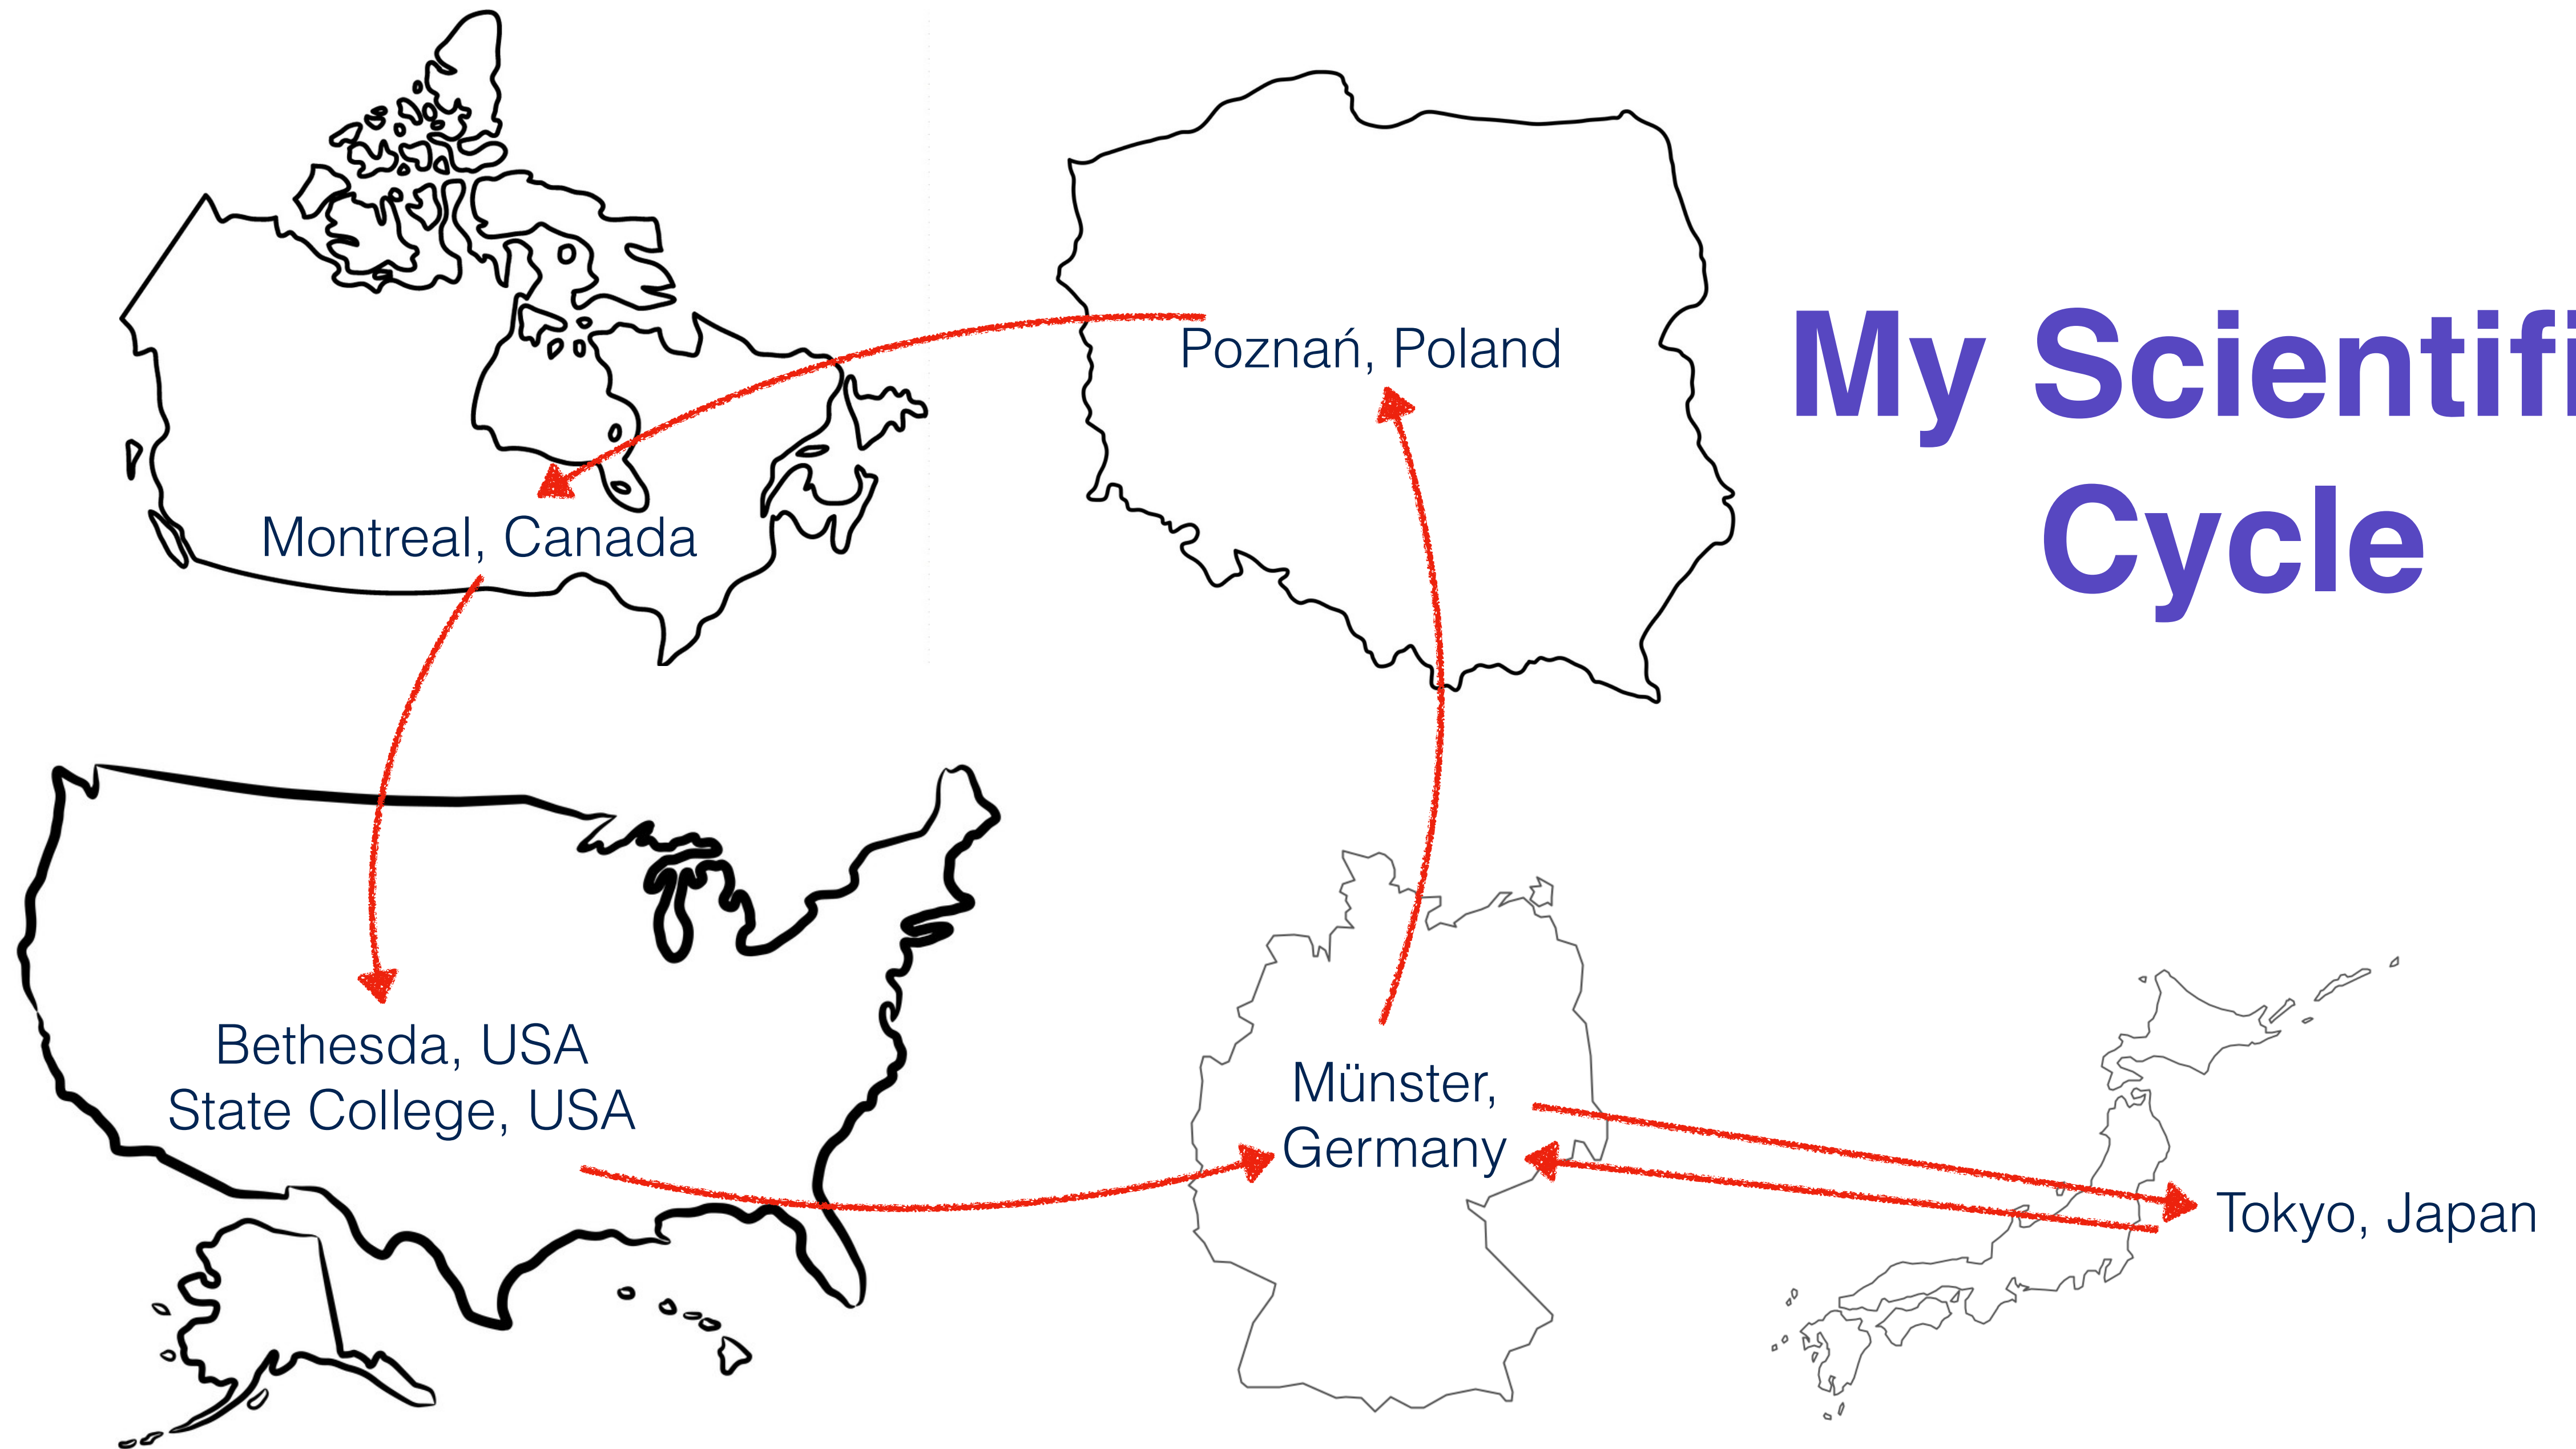 My Scientifi
Cycle
Poznań, Poland
Montreal, Canada
Bethesda, USA
State College, USA
Münster,
Germany
Tokyo, Japan